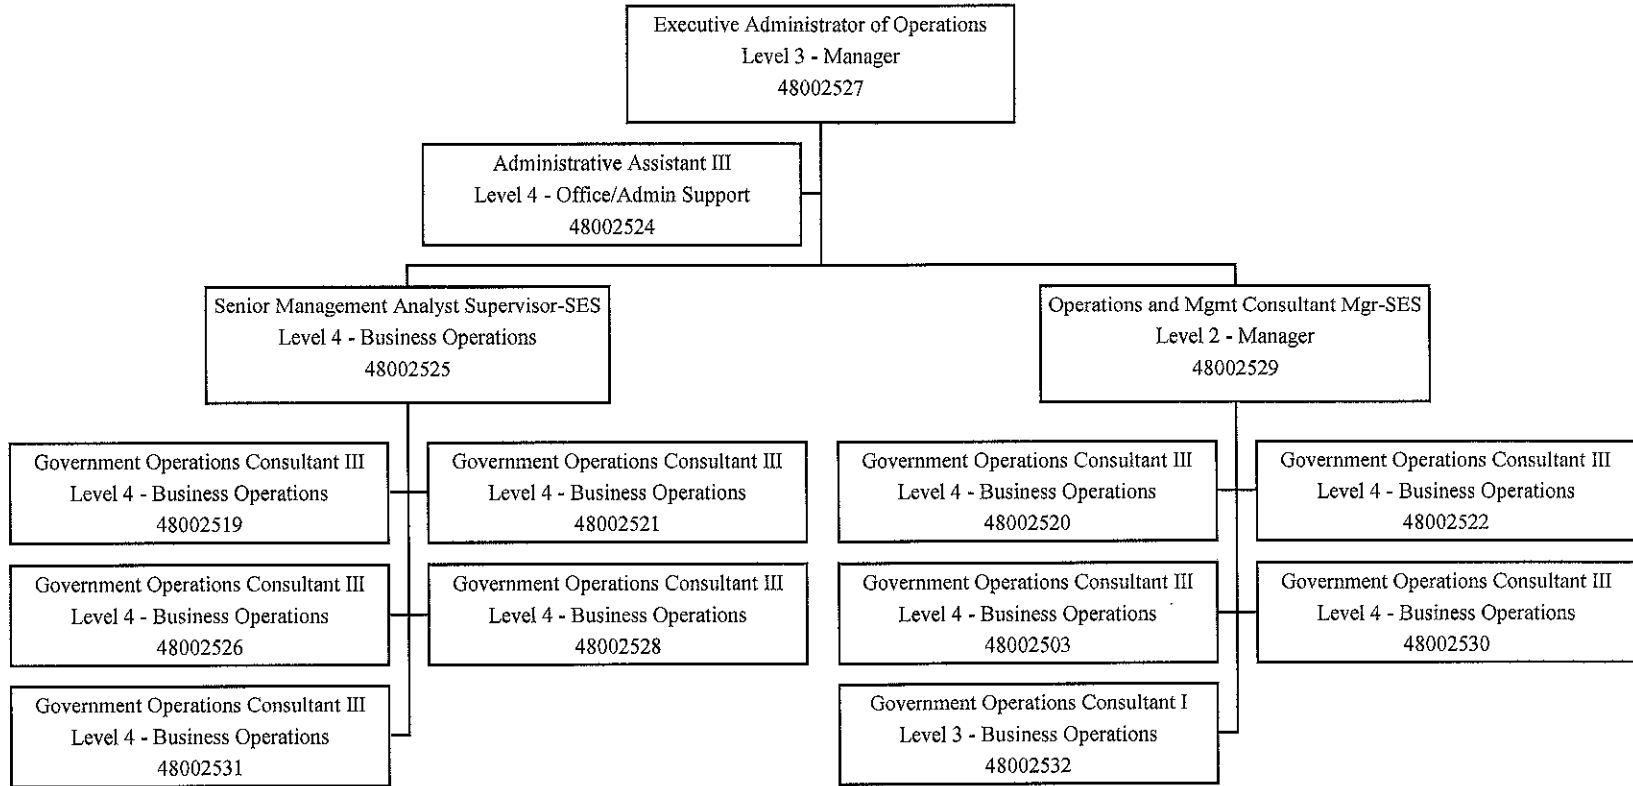 Executive Administrator of Operations
Level 3 - Manager
48002527
Administrative Assistant III
Level 4 - Office/Admin Support
48002524
Senior Management Analyst Supervisor-SES
Level 4 - Business Operations
48002525
Operations and Mgmt Consultant Mgr-SES
Level 2 - Manager
48002529
Government Operations Consultant III
Level 4 - Business Operations
48002519
Government Operations Consultant III
Level 4 - Business Operations
48002521
Government Operations Consultant III
Level 4 - Business Operations
48002520
Government Operations Consultant III
Level 4 - Business Operations
48002522
Government Operations Consultant III
Level 4 - Business Operations
48002526
Government Operations Consultant III
Level 4 - Business Operations
48002528
Government Operations Consultant III
Level 4 - Business Operations
48002503
Government Operations Consultant III
Level 4 - Business Operations
48002530
Government Operations Consultant III
Level 4 - Business Operations
48002531
Government Operations Consultant I
Level 3 - Business Operations
48002532